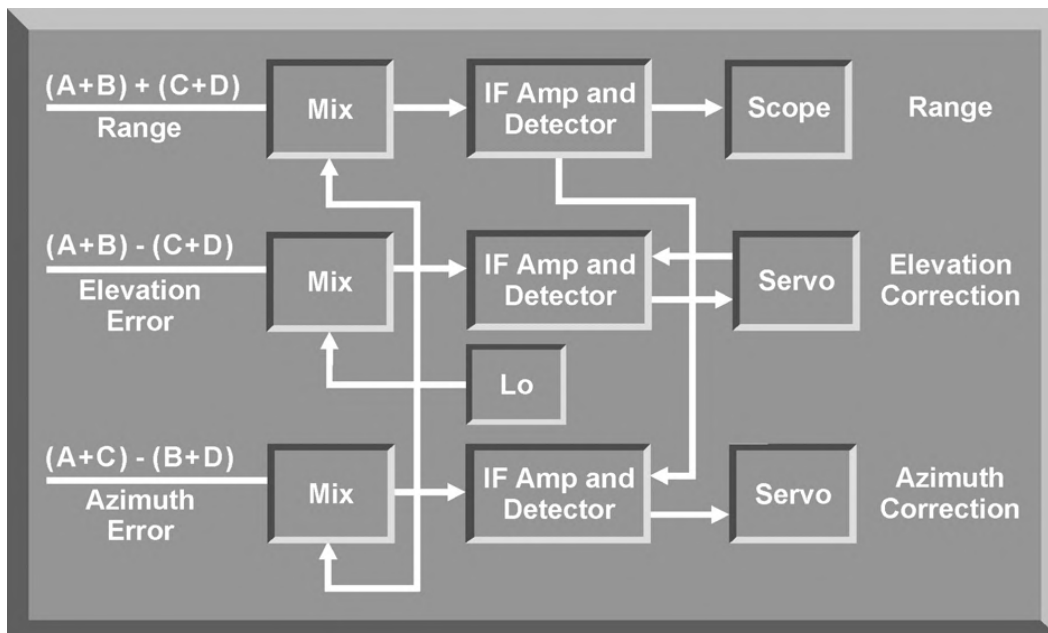 (A+B) + (C+D)
Range
Mix
IF Amp and
Detector
Scope
Range
(A+B) - (C+D)
Elevation
Error
Mix
IF Amp and
Detector
Servo
Elevation
Correction
Lo
(A+C) - (B+D)
Azimuth
Error
Mix
IF Amp and
Detector
Servo
Azimuth
Correction